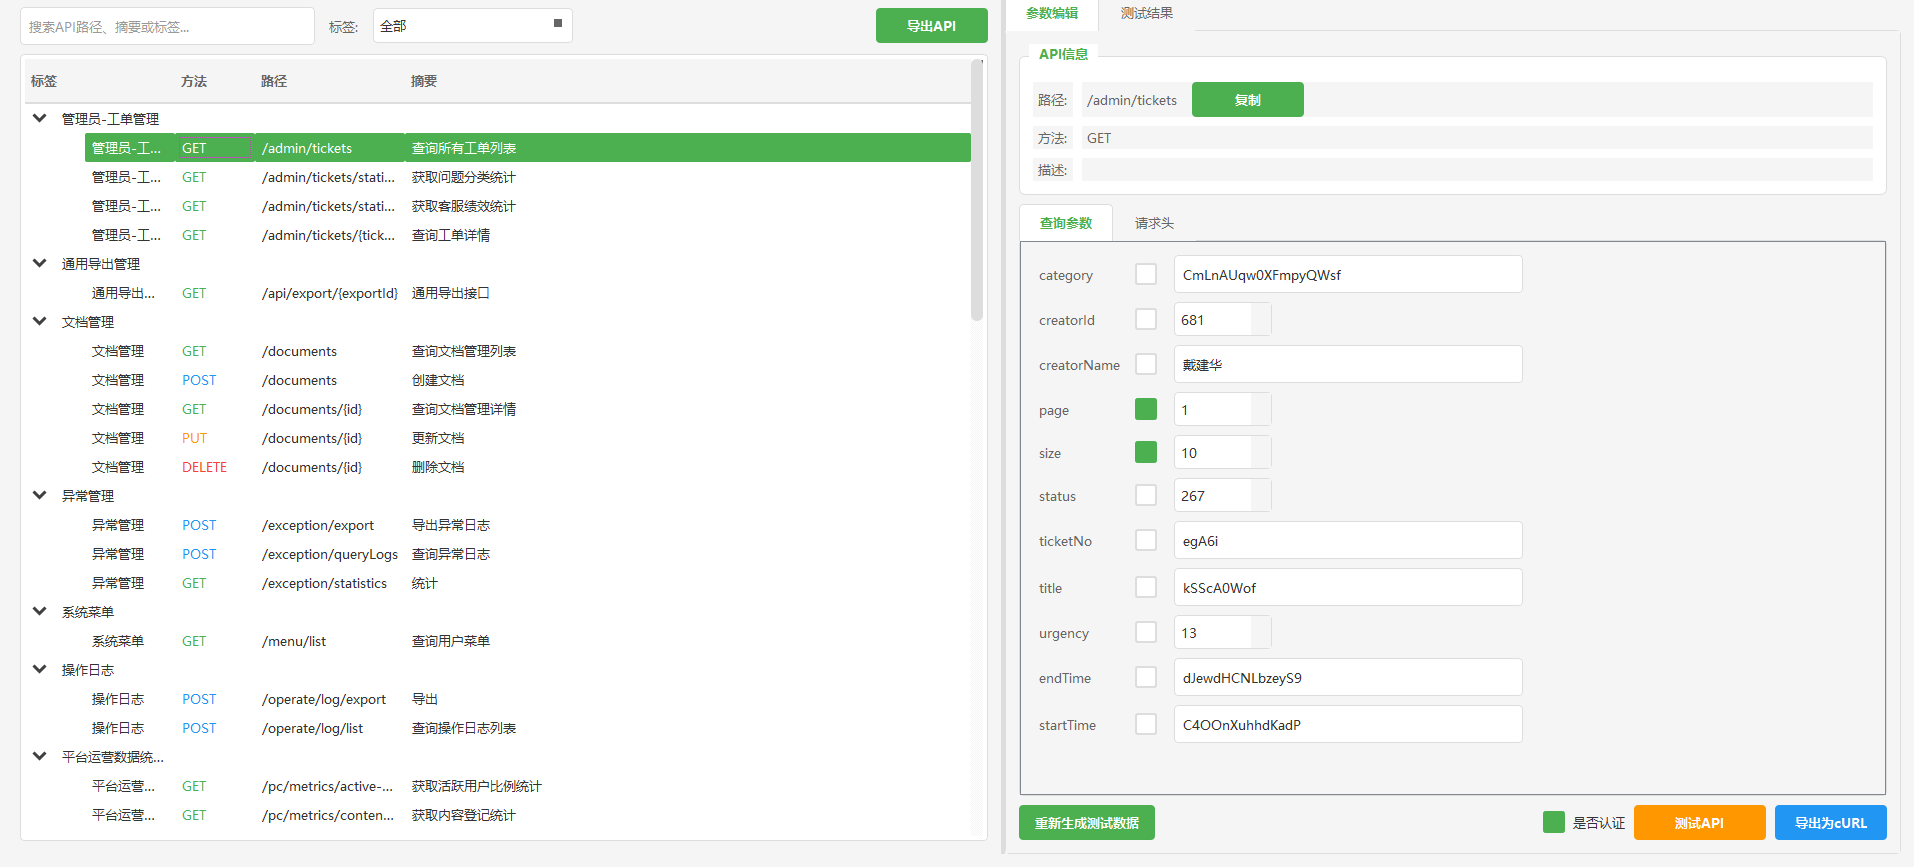 搜索API路径、摘要或标签...
标签:
全部
导出API
标签 方法 路径 摘要
管理员-工单管理
管理员-工... GET /admin/tickets 查询所有工单列表
管理员-工... GET /admin/tickets/stati... 获取问题分类统计
管理员-工... GET /admin/tickets/stati... 获取客服绩效统计
管理员-工... GET /admin/tickets/{tick... 查询工单详情
通用导出管理
通用导出... GET /api/export/{exportId} 通用导出接口
文档管理
文档管理 GET /documents 查询文档管理列表
文档管理 POST /documents 创建文档
文档管理 GET /documents/{id} 查询文档管理详情
文档管理 PUT /documents/{id} 更新文档
文档管理 DELETE /documents/{id} 删除文档
异常管理
异常管理 POST /exception/export 导出异常日志
异常管理 POST /exception/queryLogs 查询异常日志
异常管理 GET /exception/statistics 统计
系统菜单
系统菜单 GET /menu/list 查询用户菜单
操作日志
操作日志 POST /operate/log/export 导出
操作日志 POST /operate/log/list 查询操作日志列表
平台运营数据统...
平台运营... GET /pc/metrics/active-... 获取活跃用户比例统计
平台运营... GET /pc/metrics/conten... 获取内容登记统计
参数编辑 测试结果
API信息
路径: /admin/tickets 复制
方法: GET
描述:
查询参数 请求头
category CmLnAUqw0XFmpyQWsf
creatorId 681
creatorName 戴建华
page 1
size 10
status 267
ticketNo egA6i
title kSScA0Wof
urgency 13
endTime dJewdHCNLbzeyS9
startTime C4OOnXuhhdKadP
重新生成测试数据 是否认证 测试API 导出为cURL